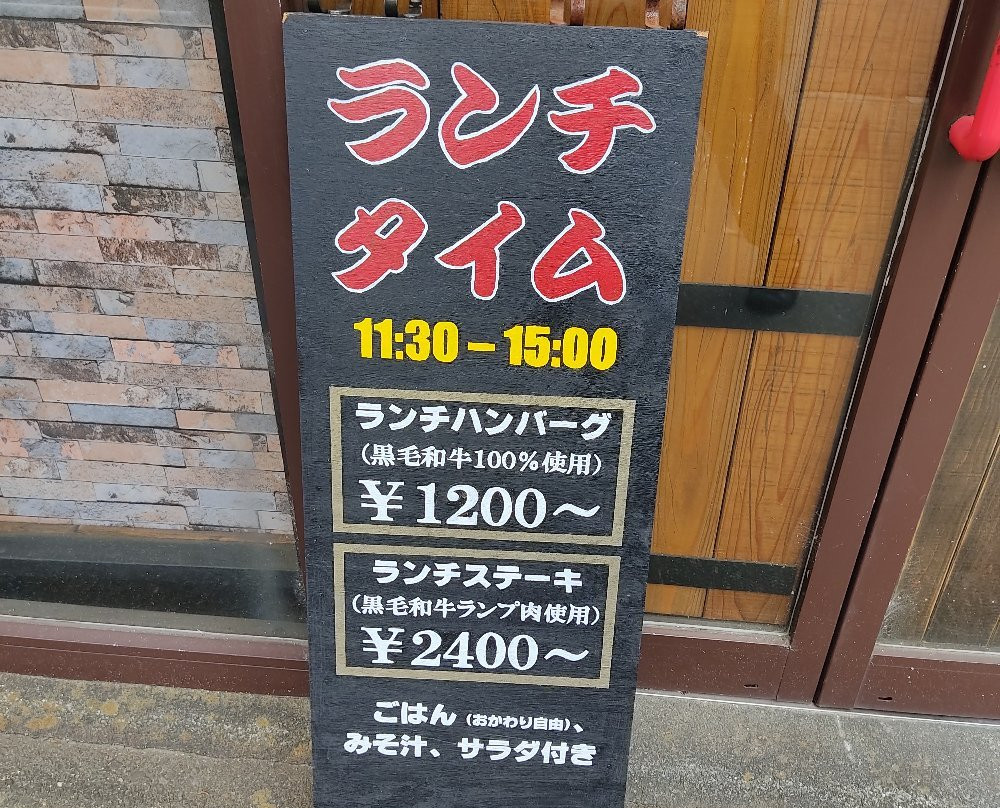 ランチ
タイム
11:30－15:00
ランチハンバーグ
（黒毛和牛100%使用）
￥1200～
ランチステーキ
（黒毛和牛ランプ肉使用）
￥2400～
ごはん（おかわり自由）、
みそ汁、サラダ付き